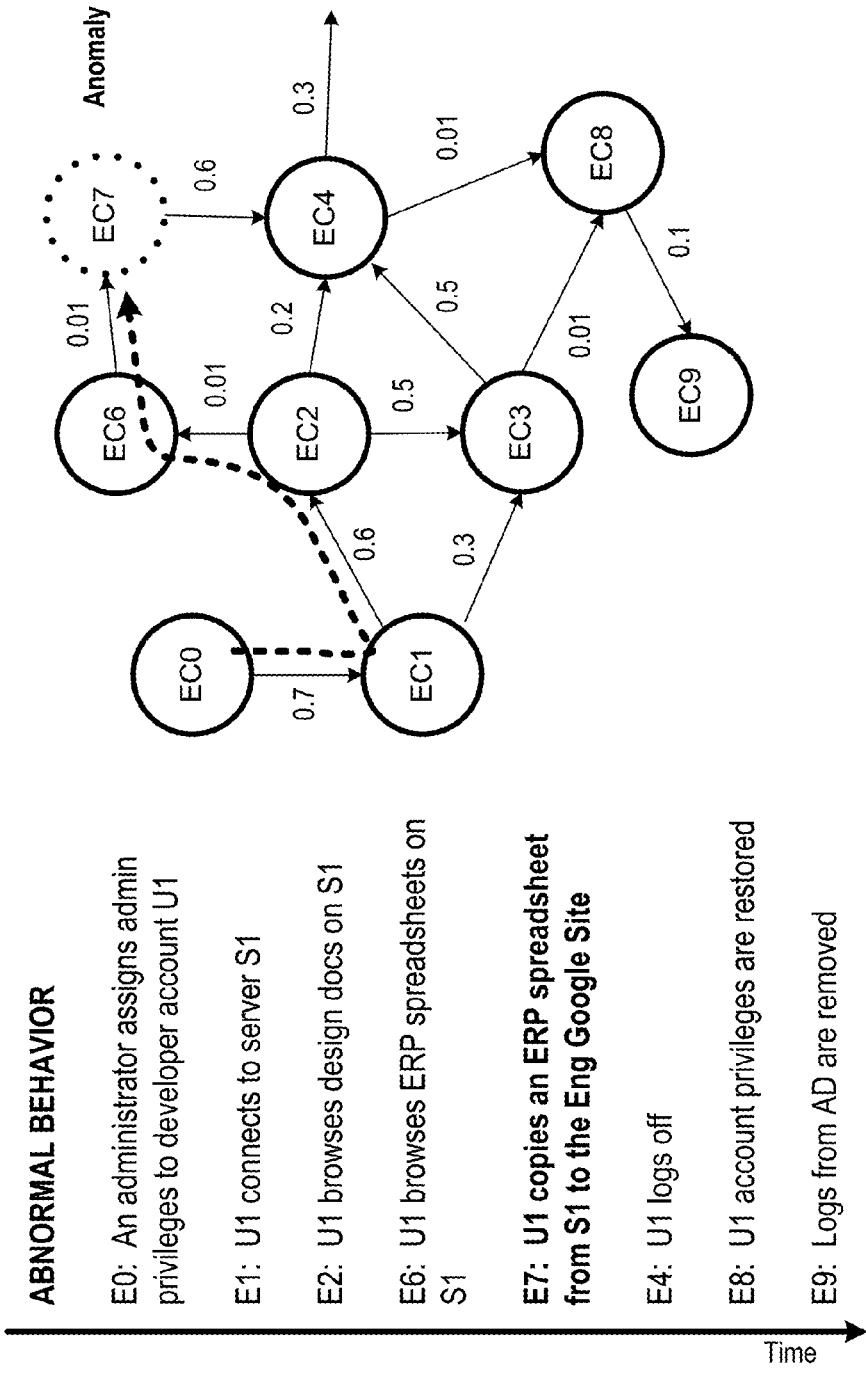 ABNORMAL BEHAVIOR
E0: An administrator assigns admin
privileges to developer account U1
E1: U1 connects to server S1
E2: U1 browses design docs on S1
E6: U1 browses ERP spreadsheets on
S1
E7: U1 copies an ERP spreadsheet
from S1 to the Eng Google Site
E4: U1 logs off
E8: U1 account privileges are restored
E9: Logs from AD are removed
Time
EC0
0.7
EC1
0.6
0.3
EC6
0.01
EC2
0.5
EC3
0.01
0.2
0.5
0.01
EC9
EC7
0.6
EC4
0.01
EC8
0.1
Anomaly
0.3